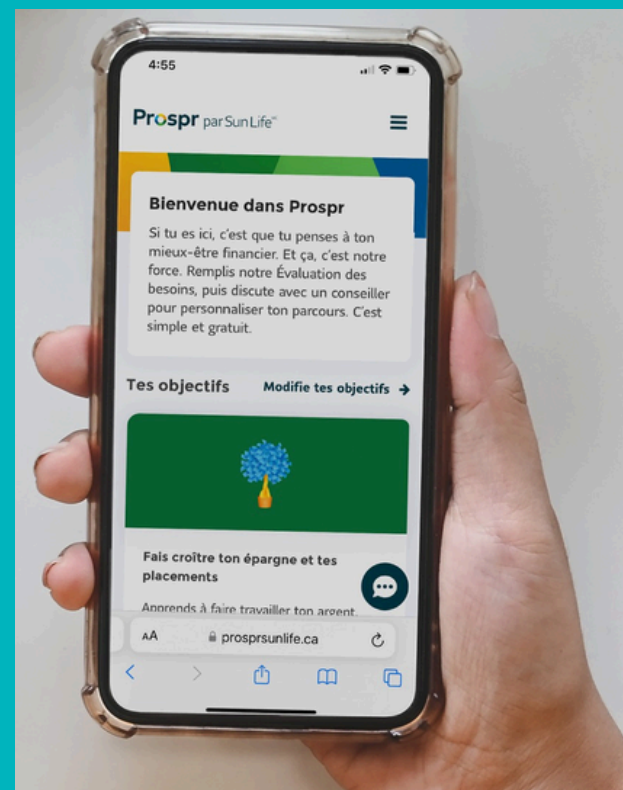 4:55
Prospr par Sun Life
Bienvenue dans Prospr
Si tu es ici, c'est que tu penses à ton
mieux-être financier. Et ça, c'est notre
force. Remplis notre Évaluation des
besoins, puis discute avec un conseiller
pour personnaliser ton parcours. C'est
simple et gratuit.
Tes objectifs Modifie tes objectifs →
Fais croître ton épargne et tes
placements
Apprends à faire travailler ton argent.
AA prosprsunlife.ca